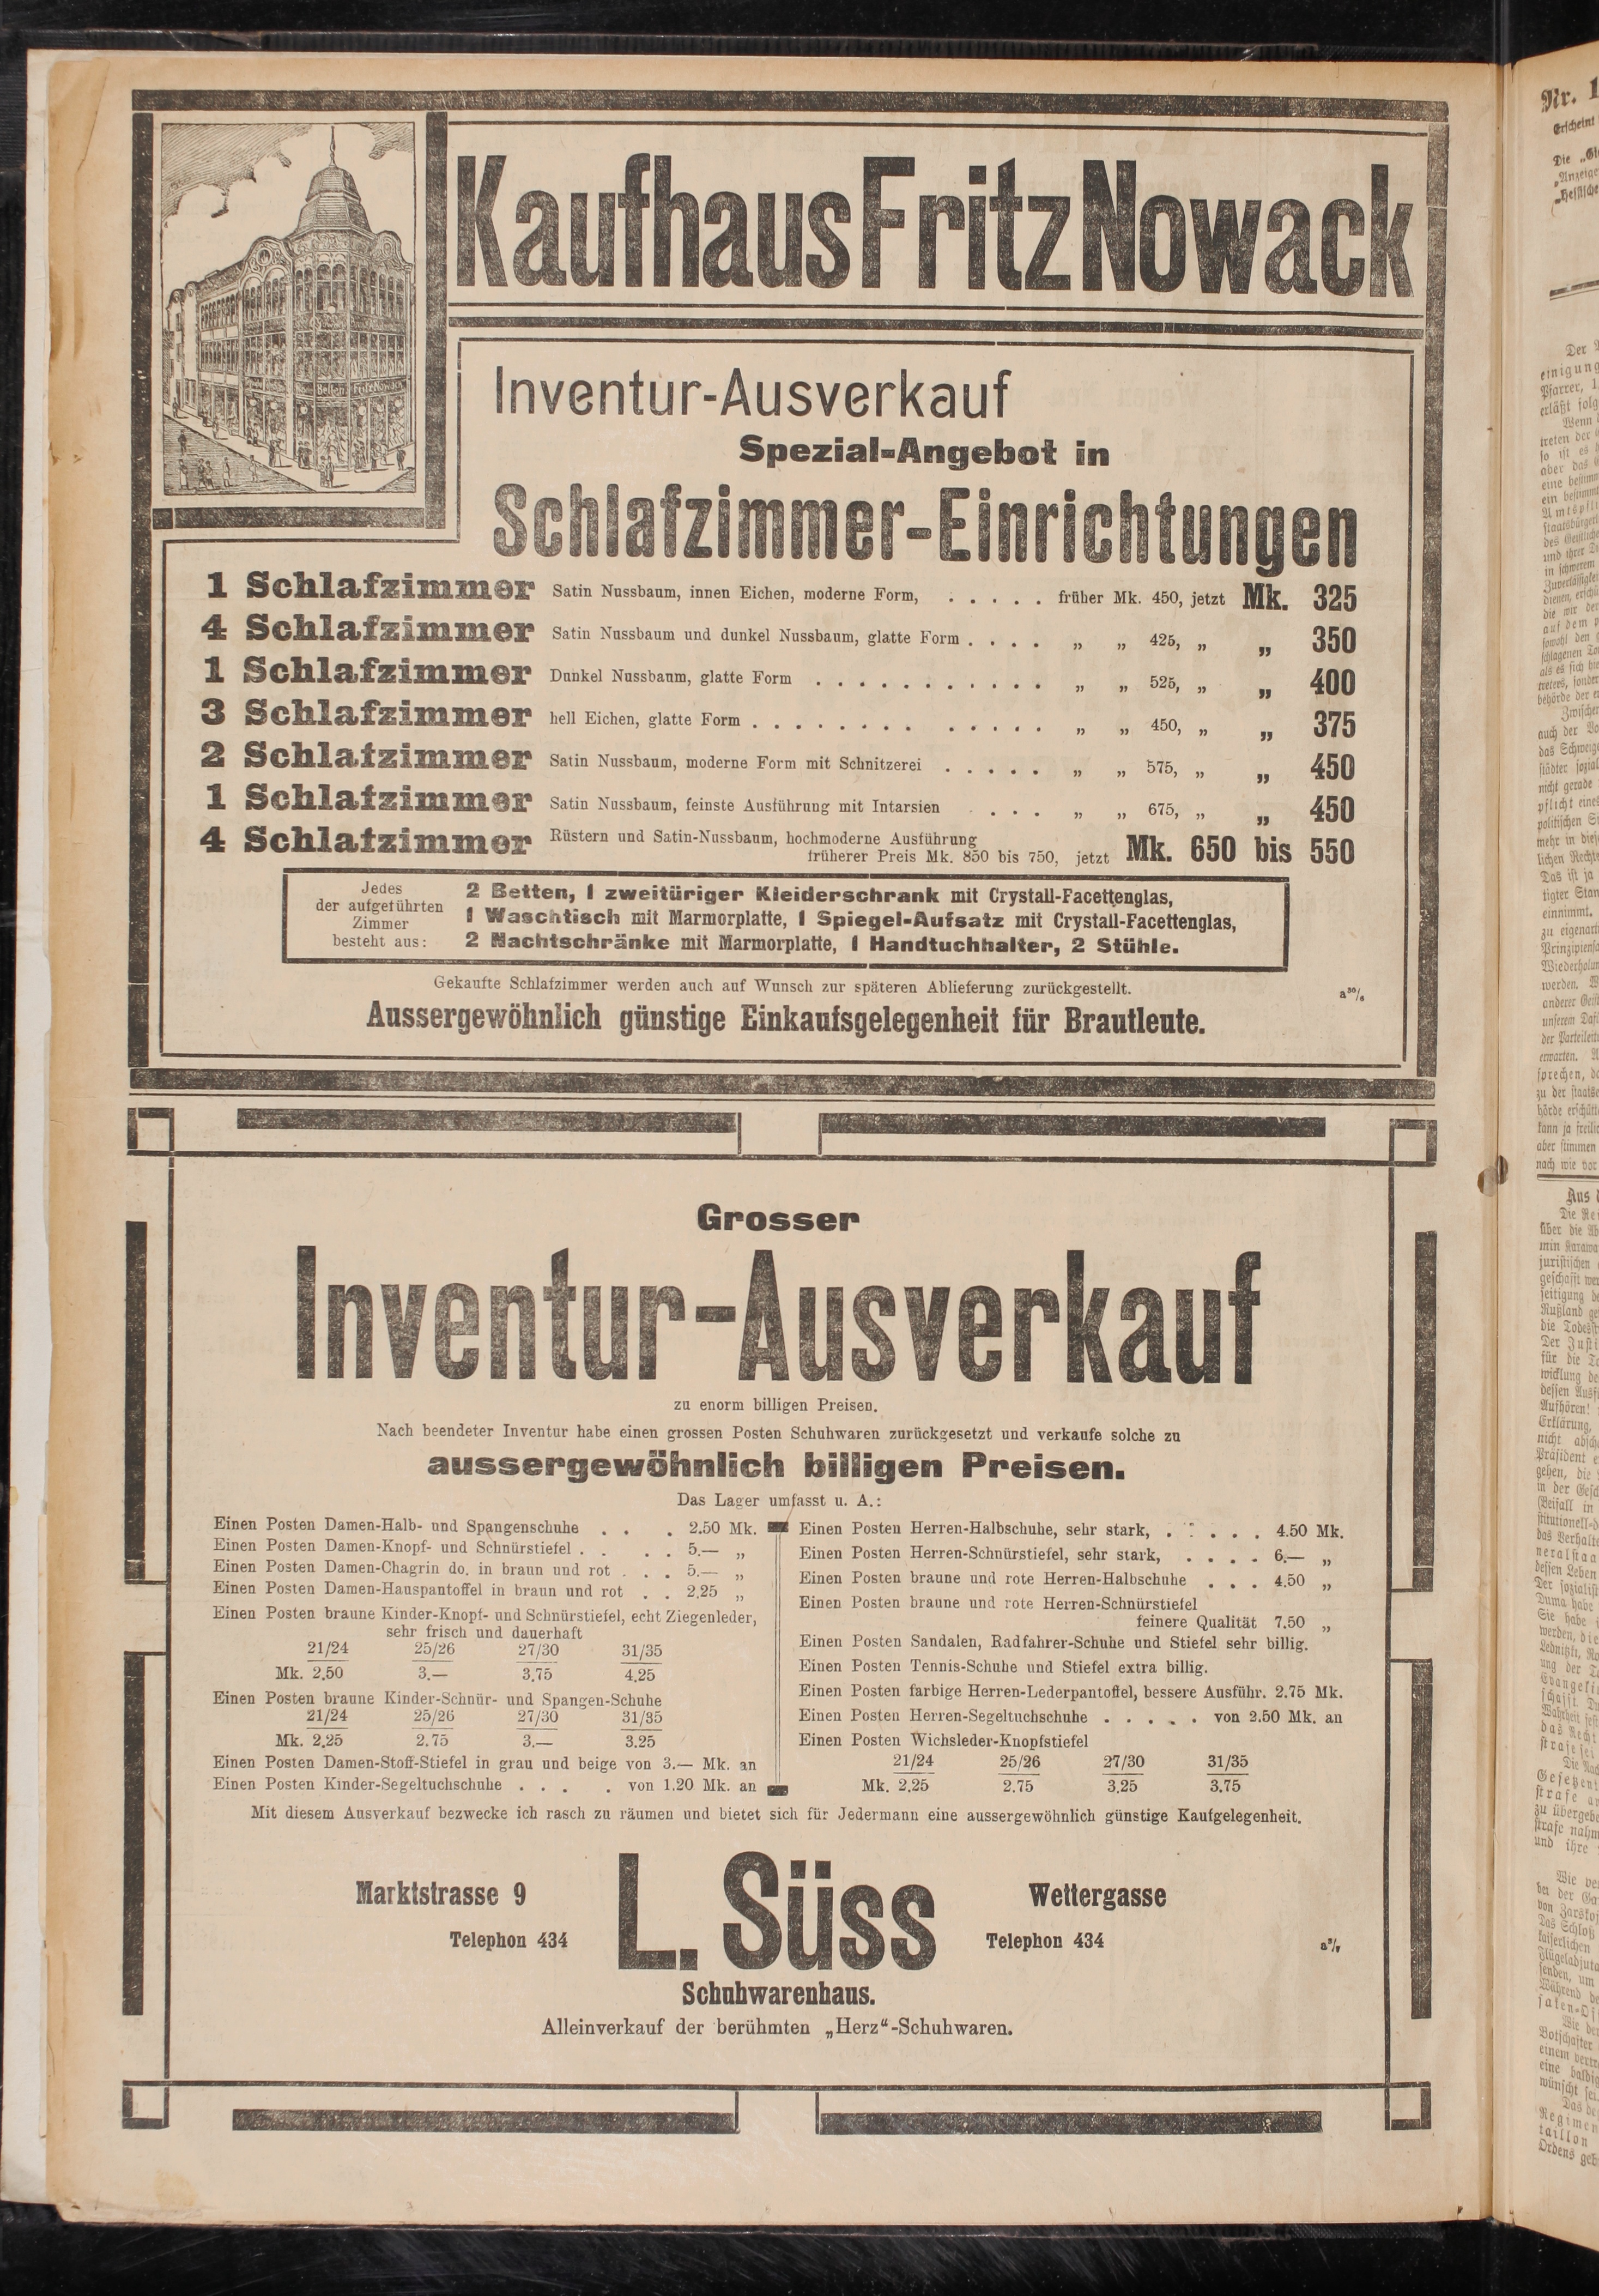 Kaufhaus Fritz Nowack
Betten Fritz Nowack
Inventur-Ausverkauf
Spezial-Angebot in
Schlafzimmer-Einrichtungen
1 Schlafzimmer Satin Nussbaum, innen Eichen, moderne Form, . . . . . früher Mk. 450, jetzt Mk. 325
4 Schlafzimmer Satin Nussbaum und dunkel Nussbaum, glatte Form . . . . „ „ 425, „ „ 350
1 Schlafzimmer Dunkel Nussbaum, glatte Form . . . . . . . . . . . „ „ 525, „ „ 400
3 Schlafzimmer hell Eichen, glatte Form . . . . . . . . . . . . . „ „ 450, „ „ 375
2 Schlafzimmer Satin Nussbaum, moderne Form mit Schnitzerei . . . . . „ „ 575, „ „ 450
1 Schlafzimmer Satin Nussbaum, feinste Ausführung mit Intarsien . . . . „ „ 675, „ „ 450
4 Schlafzimmer Rüstern und Satin-Nussbaum, hochmoderne Ausführung
früherer Preis Mk. 850 bis 750, jetzt Mk. 650 bis 550
Jedes
der aufgeführten
Zimmer
besteht aus:
2 Betten, 1 zweitüriger Kleiderschrank mit Crystall-Facettenglas,
1 Waschtisch mit Marmorplatte, 1 Spiegel-Aufsatz mit Crystall-Facettenglas,
2 Nachtschränke mit Marmorplatte, 1 Handtuchhalter, 2 Stühle.
Gekaufte Schlafzimmer werden auch auf Wunsch zur späteren Ablieferung zurückgestellt.
a30/6
Aussergewöhnlich günstige Einkaufsgelegenheit für Brautleute.
Grosser
Inventur-Ausverkauf
zu enorm billigen Preisen.
Nach beendeter Inventur habe einen grossen Posten Schuhwaren zurückgesetzt und verkaufe solche zu
aussergewöhnlich billigen Preisen.
Das Lager umfasst u. A.:
Einen Posten Damen-Halb- und Spangenschuhe . . . 2.50 Mk.
Einen Posten Damen-Knopf- und Schnürstiefel . . . . 5.— „
Einen Posten Damen-Chagrin do. in braun und rot . . . 5.— „
Einen Posten Damen-Hauspantoffel in braun und rot . . 2.25 „
Einen Posten braune Kinder-Knopf- und Schnürstiefel, echt Ziegenleder,
sehr frisch und dauerhaft
21/24 25/26 27/30 31/35
Mk. 2.50 3.— 3.75 4.25
Einen Posten braune Kinder-Schnür- und Spangen-Schuhe
21/24 25/26 27/30 31/35
Mk. 2.25 2.75 3.— 3.25
Einen Posten Damen-Stoff-Stiefel in grau und beige von 3.— Mk. an
Einen Posten Kinder-Segeltuchschuhe . . . . von 1.20 Mk. an
Einen Posten Herren-Halbschuhe, sehr stark, . . . . . 4.50 Mk.
Einen Posten Herren-Schnürstiefel, sehr stark, . . . . 6.— „
Einen Posten braune und rote Herren-Halbschuhe . . . 4.50 „
Einen Posten braune und rote Herren-Schnürstiefel
feinere Qualität 7.50 „
Einen Posten Sandalen, Radfahrer-Schuhe und Stiefel sehr billig.
Einen Posten Tennis-Schuhe und Stiefel extra billig.
Einen Posten farbige Herren-Lederpantoffel, bessere Ausführ. 2.75 Mk.
Einen Posten Herren-Segeltuchschuhe . . . . . von 2.50 Mk. an
Einen Posten Wichsleder-Knopfstiefel
21/24 25/26 27/30 31/35
Mk. 2.25 2.75 3.25 3.75
Mit diesem Ausverkauf bezwecke ich rasch zu räumen und bietet sich für Jedermann eine aussergewöhnlich günstige Kaufgelegenheit.
Marktstrasse 9 L. Süss Wettergasse
Telephon 434 Telephon 434
Schuhwarenhaus.
Alleinverkauf der berühmten „Herz“-Schuhwaren.
Nr. 1
Erscheint